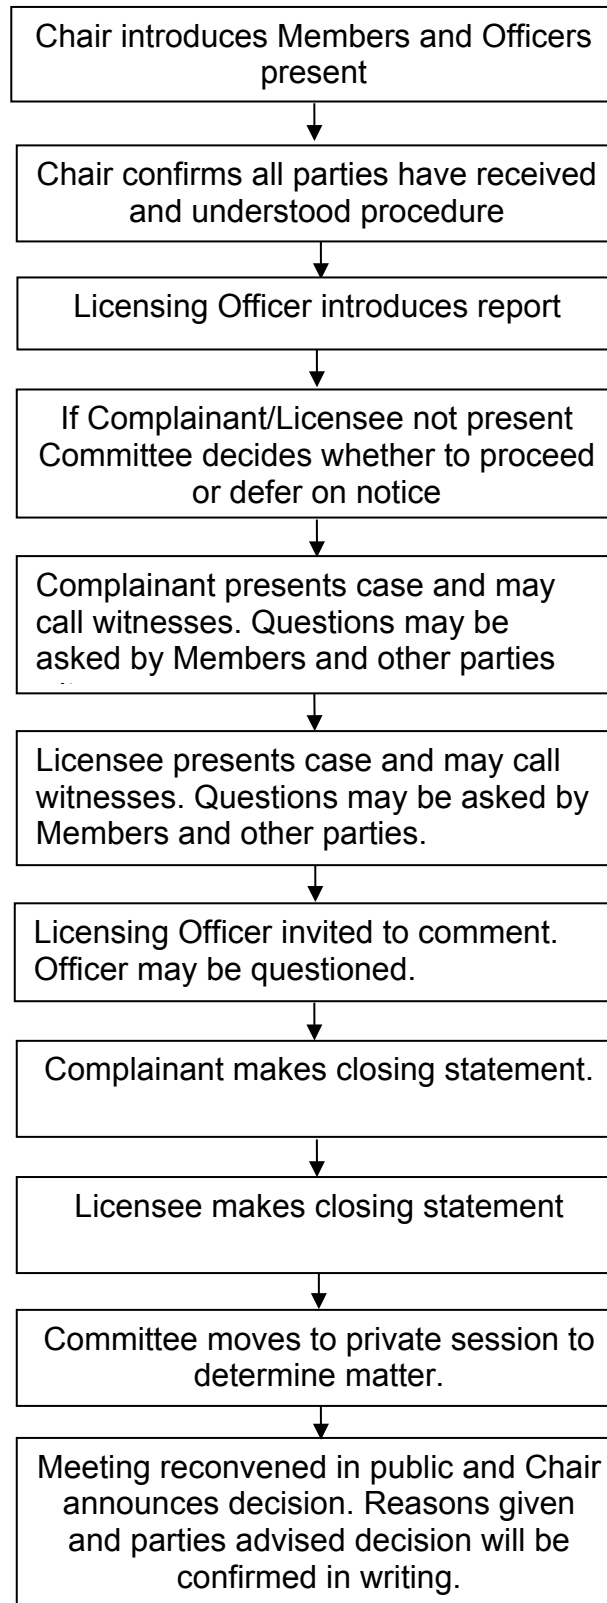 Chair introduces Members and Officers
present
Chair confirms all parties have received
and understood procedure
Licensing Officer introduces report
If Complainant/Licensee not present
Committee decides whether to proceed
or defer on notice
Complainant presents case and may
call witnesses. Questions may be
asked by Members and other parties
Licensee presents case and may call
witnesses. Questions may be asked by
Members and other parties.
Licensing Officer invited to comment.
Officer may be questioned.
Complainant makes closing statement.
Licensee makes closing statement
Committee moves to private session to
determine matter.
Meeting reconvened in public and Chair
announces decision. Reasons given
and parties advised decision will be
confirmed in writing.